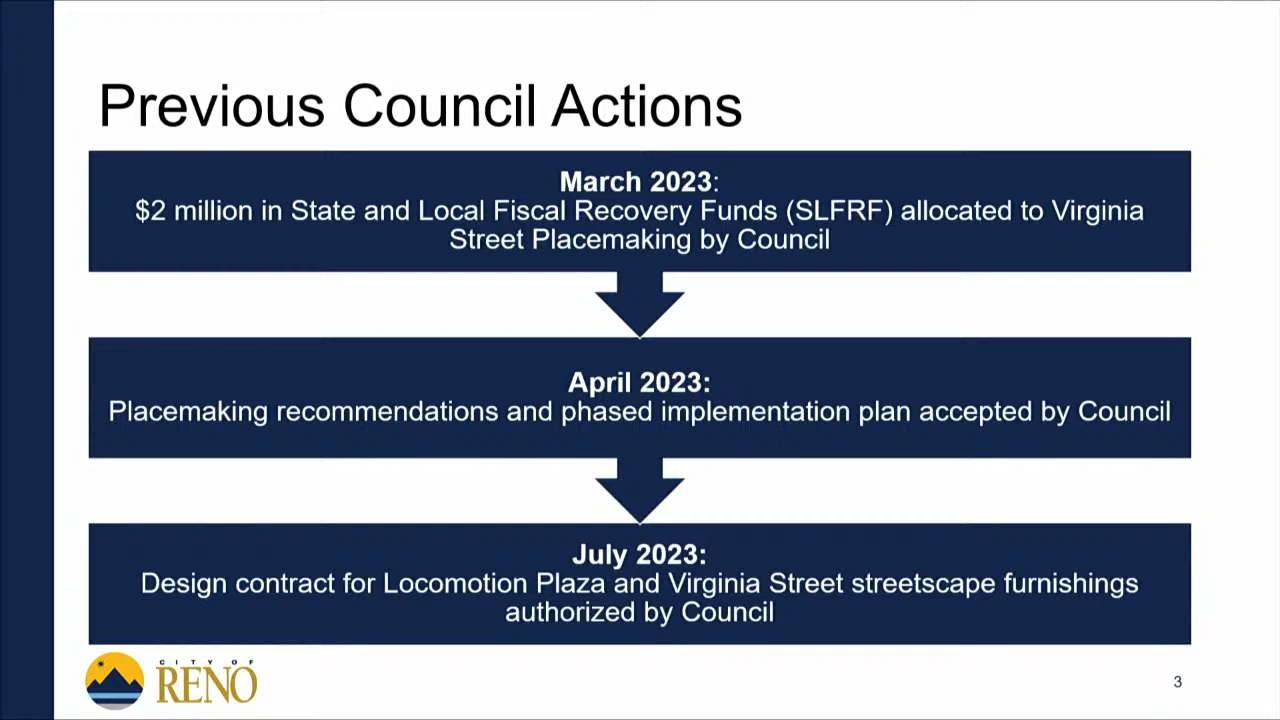 Previous Council Actions
March 2023:
$2 million in State and Local Fiscal Recovery Funds (SLFRF) allocated to Virginia
Street Placemaking by Council
April 2023:
Placemaking recommendations and phased implementation plan accepted by Council
July 2023:
Design contract for Locomotion Plaza and Virginia Street streetscape furnishings
authorized by Council
CITY OF
RENO
3